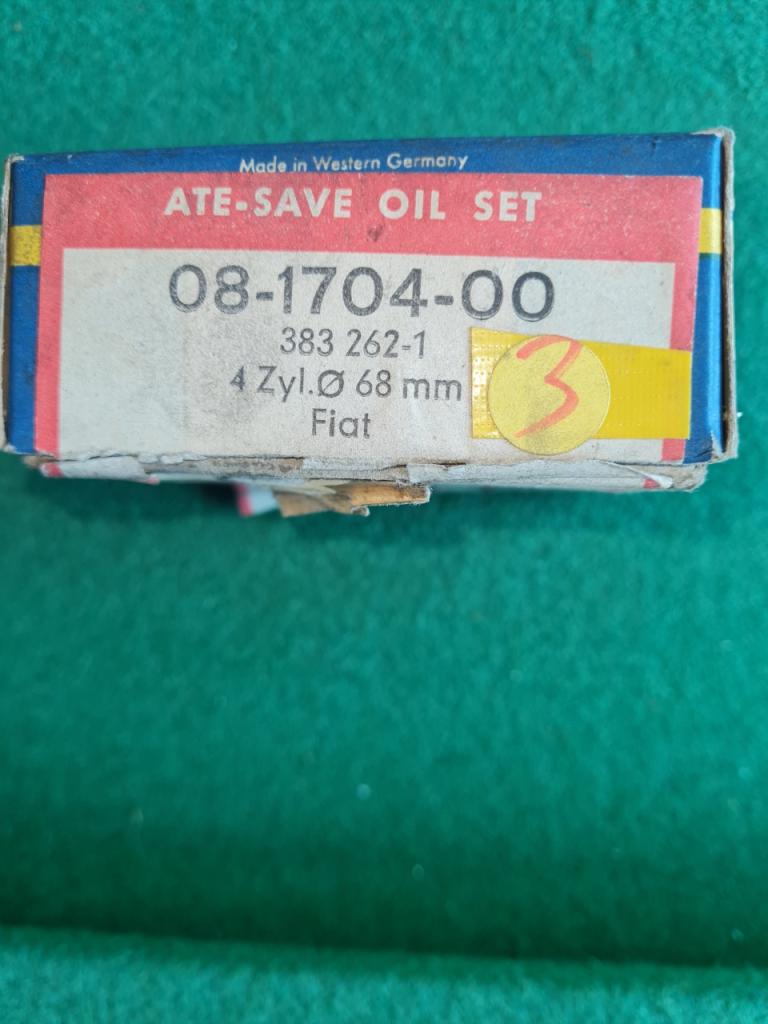 Made in Western Germany
ATE-SAVE OIL SET
08-1704-00
383 262-1
4 Zyl.Ø 68 mm
Fiat
3